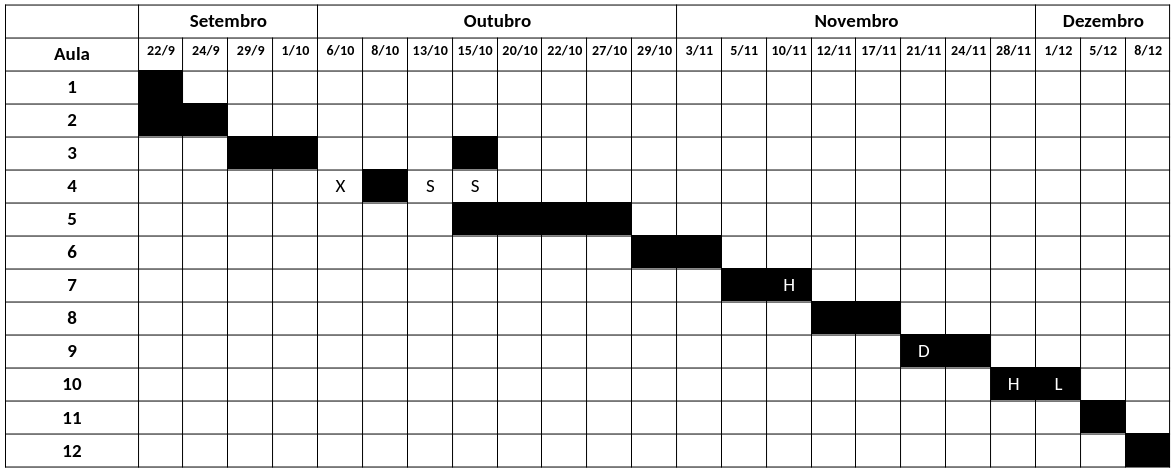 Setembro Outubro Novembro Dezembro
Aula 22/9 24/9 29/9 1/10 6/10 8/10 13/10 15/10 20/10 22/10 27/10 29/10 3/11 5/11 10/11 12/11 17/11 21/11 24/11 28/11 1/12 5/12 8/12
1
2
3
4 X S S
5
6
7 H
8
9 D
10 H L
11
12